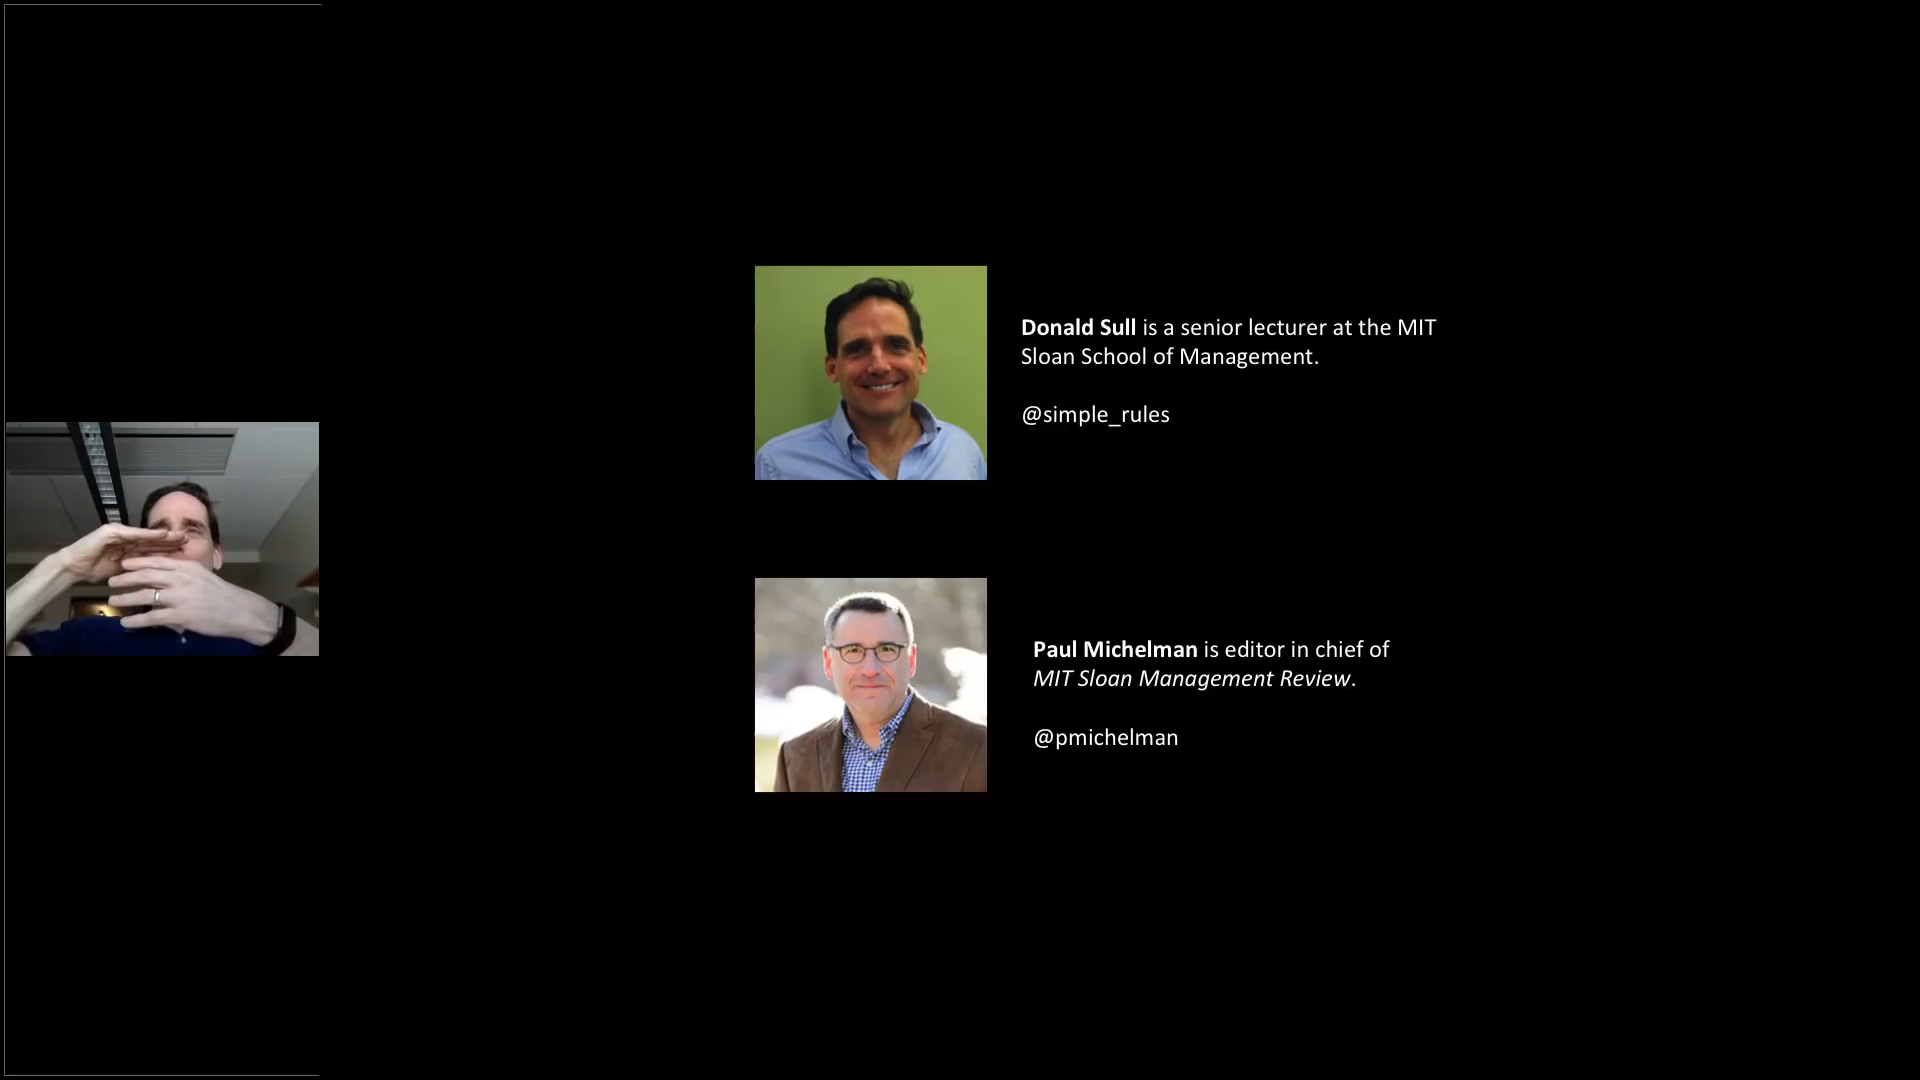 Donald Sull is a senior lecturer at the MIT
Sloan School of Management.
@simple_rules
Paul Michelman is editor in chief of
MIT Sloan Management Review.
@pmichelman